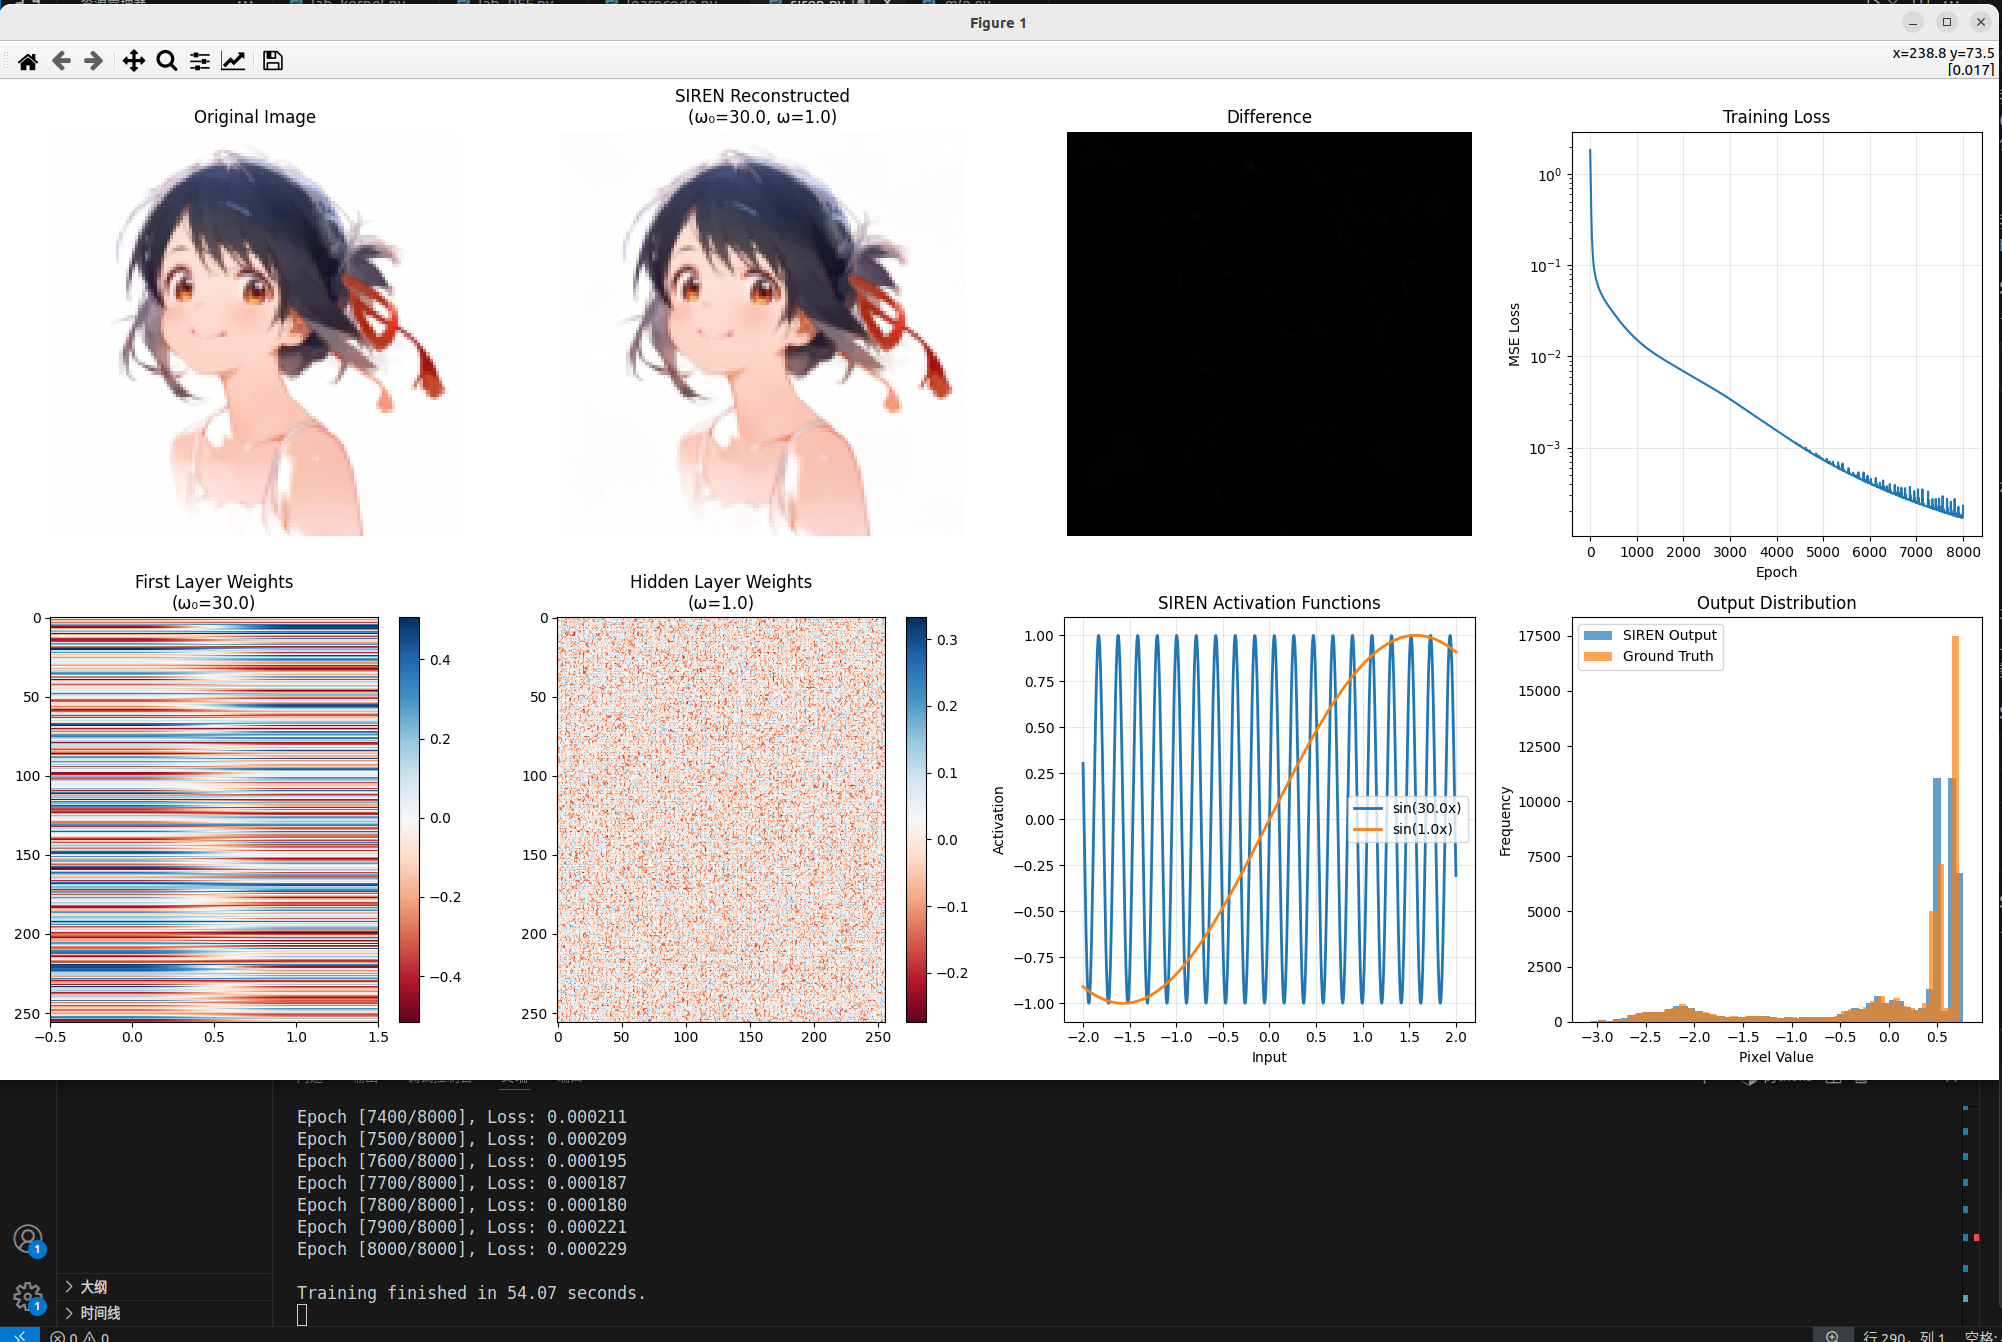 Figure 1
x=238.8 y=73.5
[0.017]
Original Image
SIREN Reconstructed
(ω₀=30.0, ω=1.0)
Difference
Training Loss
10⁰
10⁻¹
10⁻²
10⁻³
MSE Loss
0 1000 2000 3000 4000 5000 6000 7000 8000
Epoch
First Layer Weights
(ω₀=30.0)
0
50
100
150
200
250
−0.5 0.0 0.5 1.0 1.5
0.4
0.2
0.0
−0.2
−0.4
Hidden Layer Weights
(ω=1.0)
0
50
100
150
200
250
0 50 100 150 200 250
0.3
0.2
0.1
0.0
−0.1
−0.2
SIREN Activation Functions
1.00
0.75
0.50
0.25
0.00
−0.25
−0.50
−0.75
−1.00
Activation
sin(30.0x)
sin(1.0x)
−2.0 −1.5 −1.0 −0.5 0.0 0.5 1.0 1.5 2.0
Input
Output Distribution
SIREN Output
Ground Truth
17500
15000
12500
10000
7500
5000
2500
0
Frequency
−3.0 −2.5 −2.0 −1.5 −1.0 −0.5 0.0 0.5
Pixel Value
Epoch [7400/8000], Loss: 0.000211
Epoch [7500/8000], Loss: 0.000209
Epoch [7600/8000], Loss: 0.000195
Epoch [7700/8000], Loss: 0.000187
Epoch [7800/8000], Loss: 0.000180
Epoch [7900/8000], Loss: 0.000221
Epoch [8000/8000], Loss: 0.000229
Training finished in 54.07 seconds.
1
1
大纲
时间线
0 0
行 290, 列 1 空格: